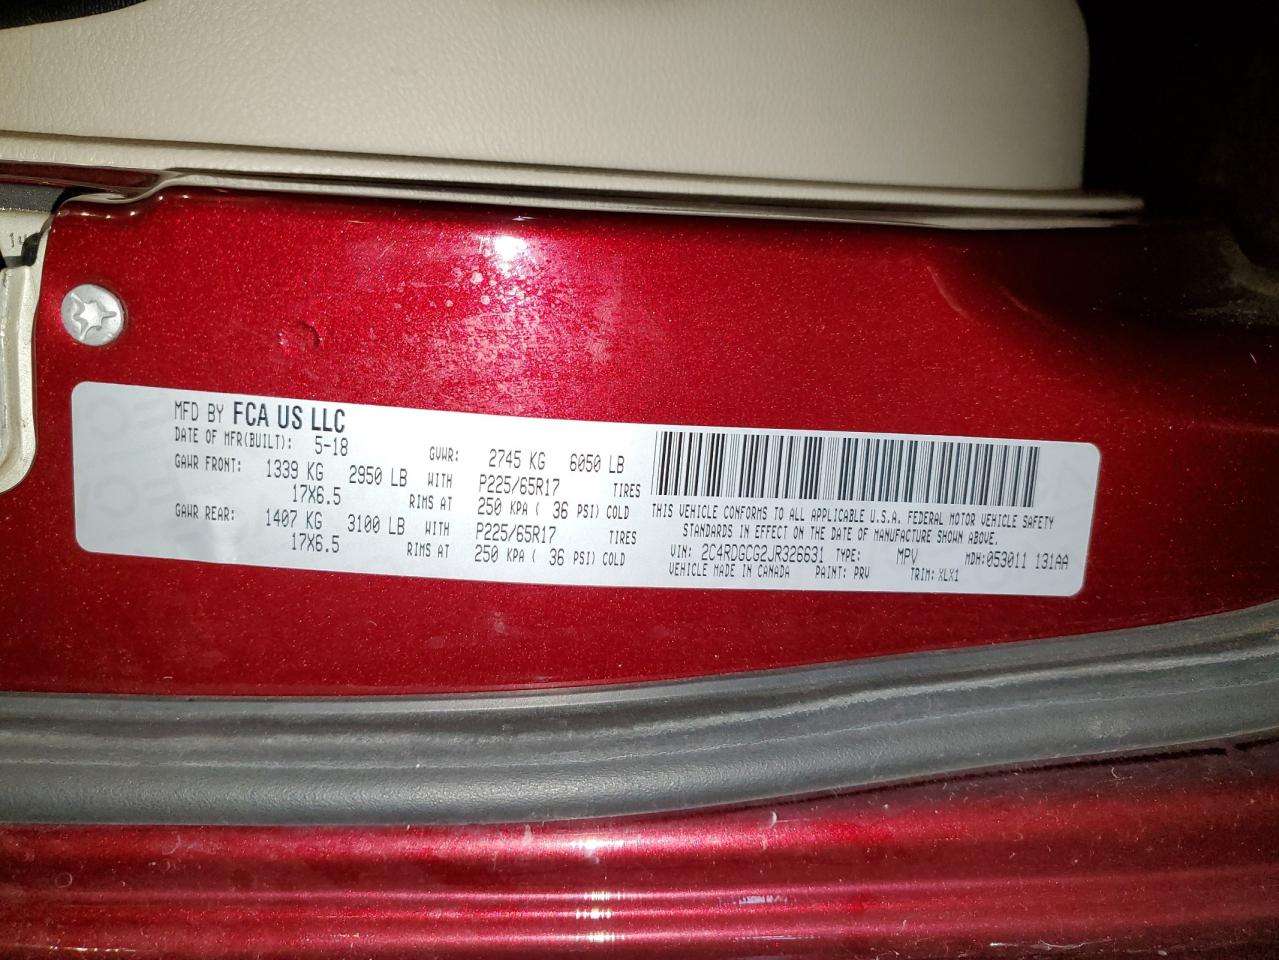 MFD BY FCA US LLC
DATE OF MFR(BUILT): 5-18 GVWR: 2745 KG 6050 LB
GAWR FRONT: 1339 KG 2950 LB WITH P225/65R17 TIRES
17X6.5 RIMS AT 250 KPA ( 36 PSI) COLD
GAWR REAR: 1407 KG 3100 LB WITH P225/65R17 TIRES
17X6.5 RIMS AT 250 KPA ( 36 PSI) COLD
THIS VEHICLE CONFORMS TO ALL APPLICABLE U.S.A. FEDERAL MOTOR VEHICLE SAFETY
STANDARDS IN EFFECT ON THE DATE OF MANUFACTURE SHOWN ABOVE.
VIN: 2C4RDGCG2JR326631 TYPE: MPV MDH:053011 131AA
VEHICLE MADE IN CANADA PAINT: PRV TRIM: XLX1